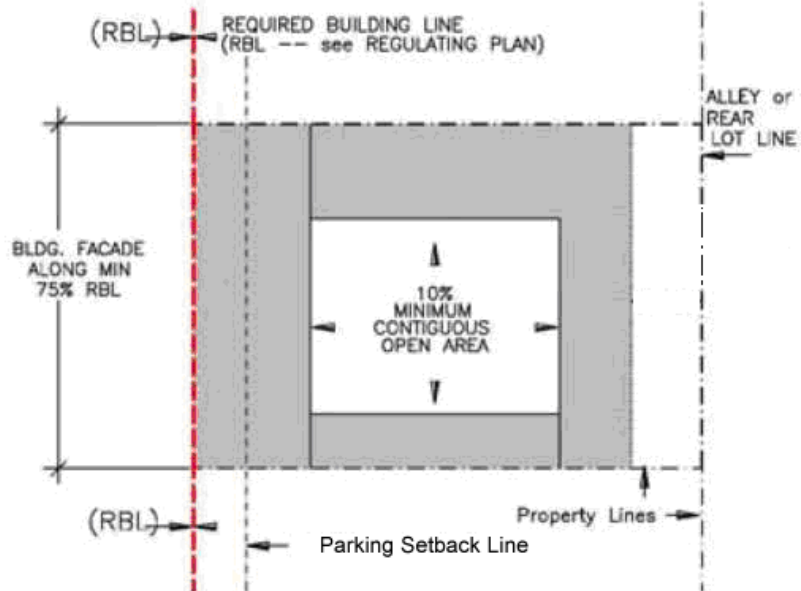 (RBL)
REQUIRED BUILDING LINE
(RBL -- see REGULATING PLAN)
ALLEY or
REAR
LOT LINE
BLDG. FACADE
ALONG MIN
75% RBL
10%
MINIMUM
CONTIGUOUS
OPEN AREA
(RBL)
Property Lines
Parking Setback Line